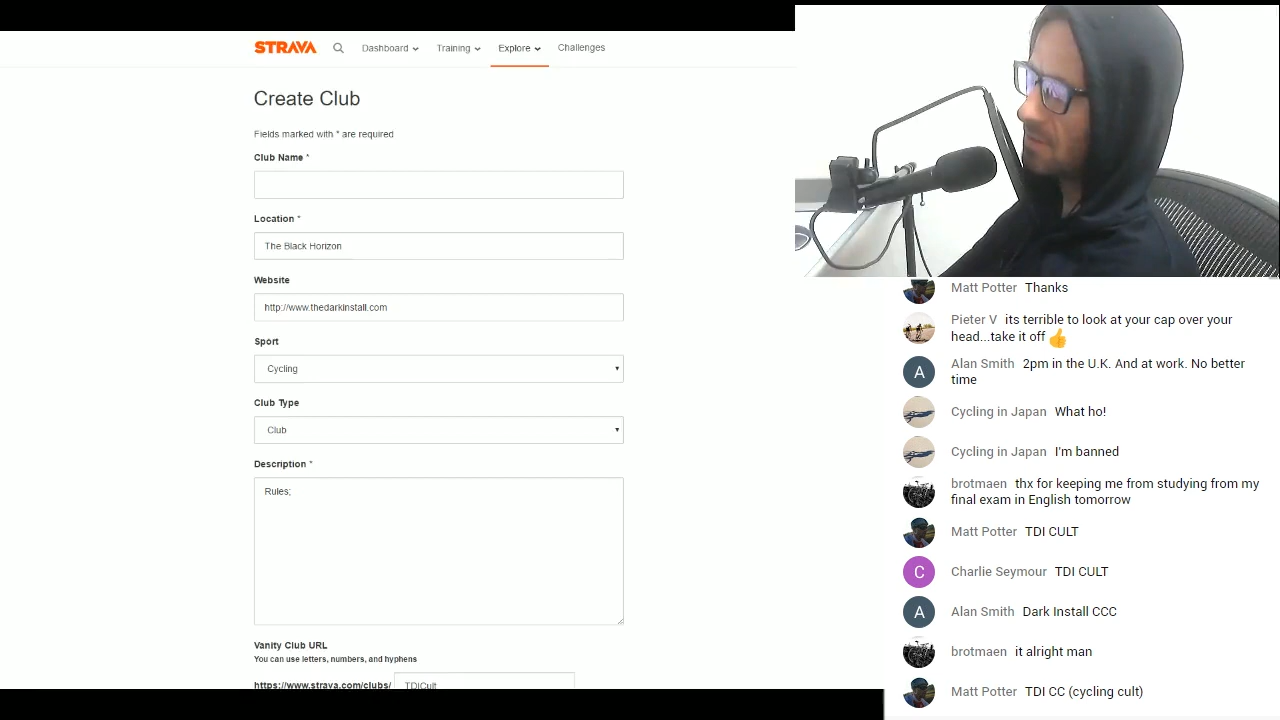 STRAVA Dashboard Training Explore Challenges
Create Club
Fields marked with * are required
Club Name *
Location *
The Black Horizon
Website
http://www.thedarkinstall.com
Sport
Cycling
Club Type
Club
Description *
Rules;
Vanity Club URL
You can use letters, numbers, and hyphens
https://www.strava.com/clubs/ TDICult
Matt Potter Thanks
Pieter V its terrible to look at your cap over your
head...take it off 👍
Alan Smith 2pm in the U.K. And at work. No better
time
Cycling in Japan What ho!
Cycling in Japan I'm banned
brotmaen thx for keeping me from studying from my
final exam in English tomorrow
Matt Potter TDI CULT
C Charlie Seymour TDI CULT
A Alan Smith Dark Install CCC
brotmaen it alright man
Matt Potter TDI CC (cycling cult)